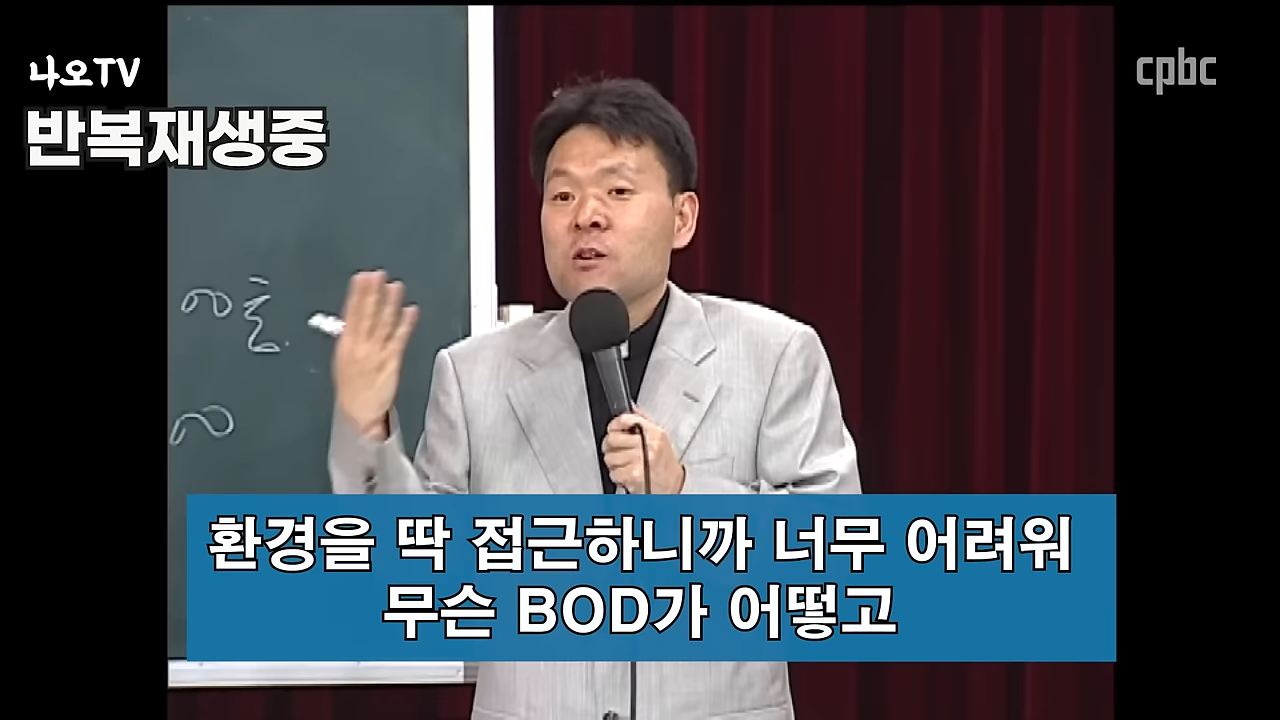 나오TV
반복재생중
cpbc
을.
환경을 딱 접근하니까 너무 어려워
무슨 BOD가 어떻고